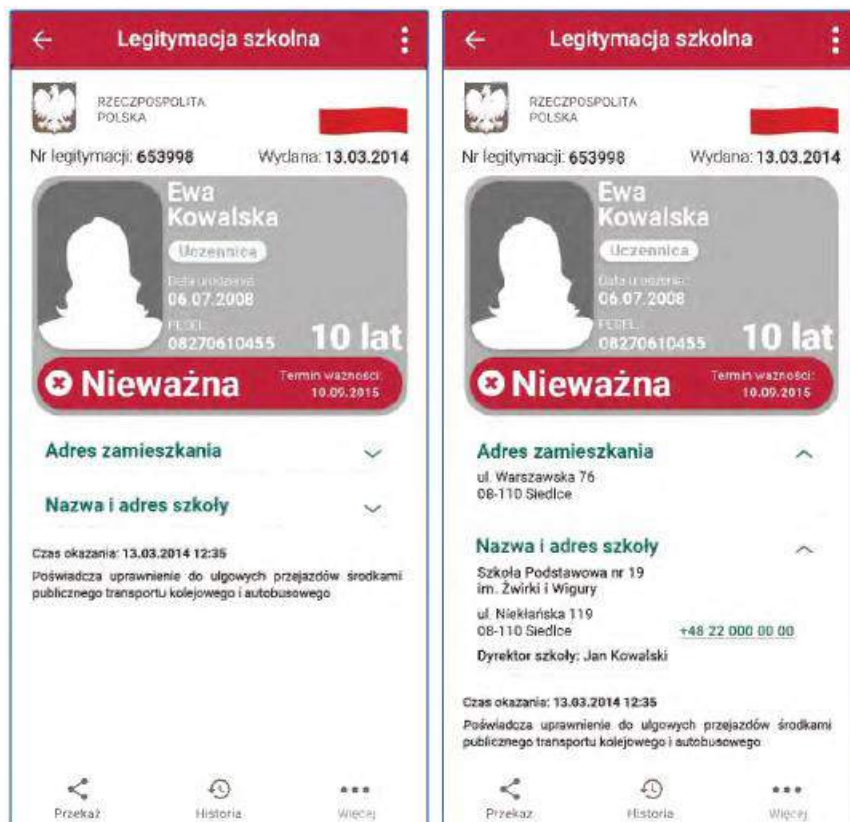 Legitymacja szkolna
RZECZPOSPOLITA
POLSKA
Nr legitymacji: 653998 Wydana: 13.03.2014
Ewa
Kowalska
Uczennica
Data urodzenia:
06.07.2008
PESEL:
08270610455
10 lat
Nieważna
Termin ważności:
10.09.2015
Adres zamieszkania
Nazwa i adres szkoły
Czas okazania: 13.03.2014 12:35
Poświadcza uprawnienie do ulgowych przejazdów środkami
publicznego transportu kolejowego i autobusowego
Przekaż Historia Więcej
Legitymacja szkolna
RZECZPOSPOLITA
POLSKA
Nr legitymacji: 653998 Wydana: 13.03.2014
Ewa
Kowalska
Uczennica
Data urodzenia:
06.07.2008
PESEL:
08270610455
10 lat
Nieważna
Termin ważności:
10.09.2015
Adres zamieszkania
ul. Warszawska 76
08-110 Siedlce
Nazwa i adres szkoły
Szkoła Podstawowa nr 19
im. Żwirki i Wigury
ul. Niekłańska 119
08-110 Siedlce +48 22 000 00 00
Dyrektor szkoły: Jan Kowalski
Czas okazania: 13.03.2014 12:35
Poświadcza uprawnienie do ulgowych przejazdów środkami
publicznego transportu kolejowego i autobusowego
Przekaż Historia Więcej